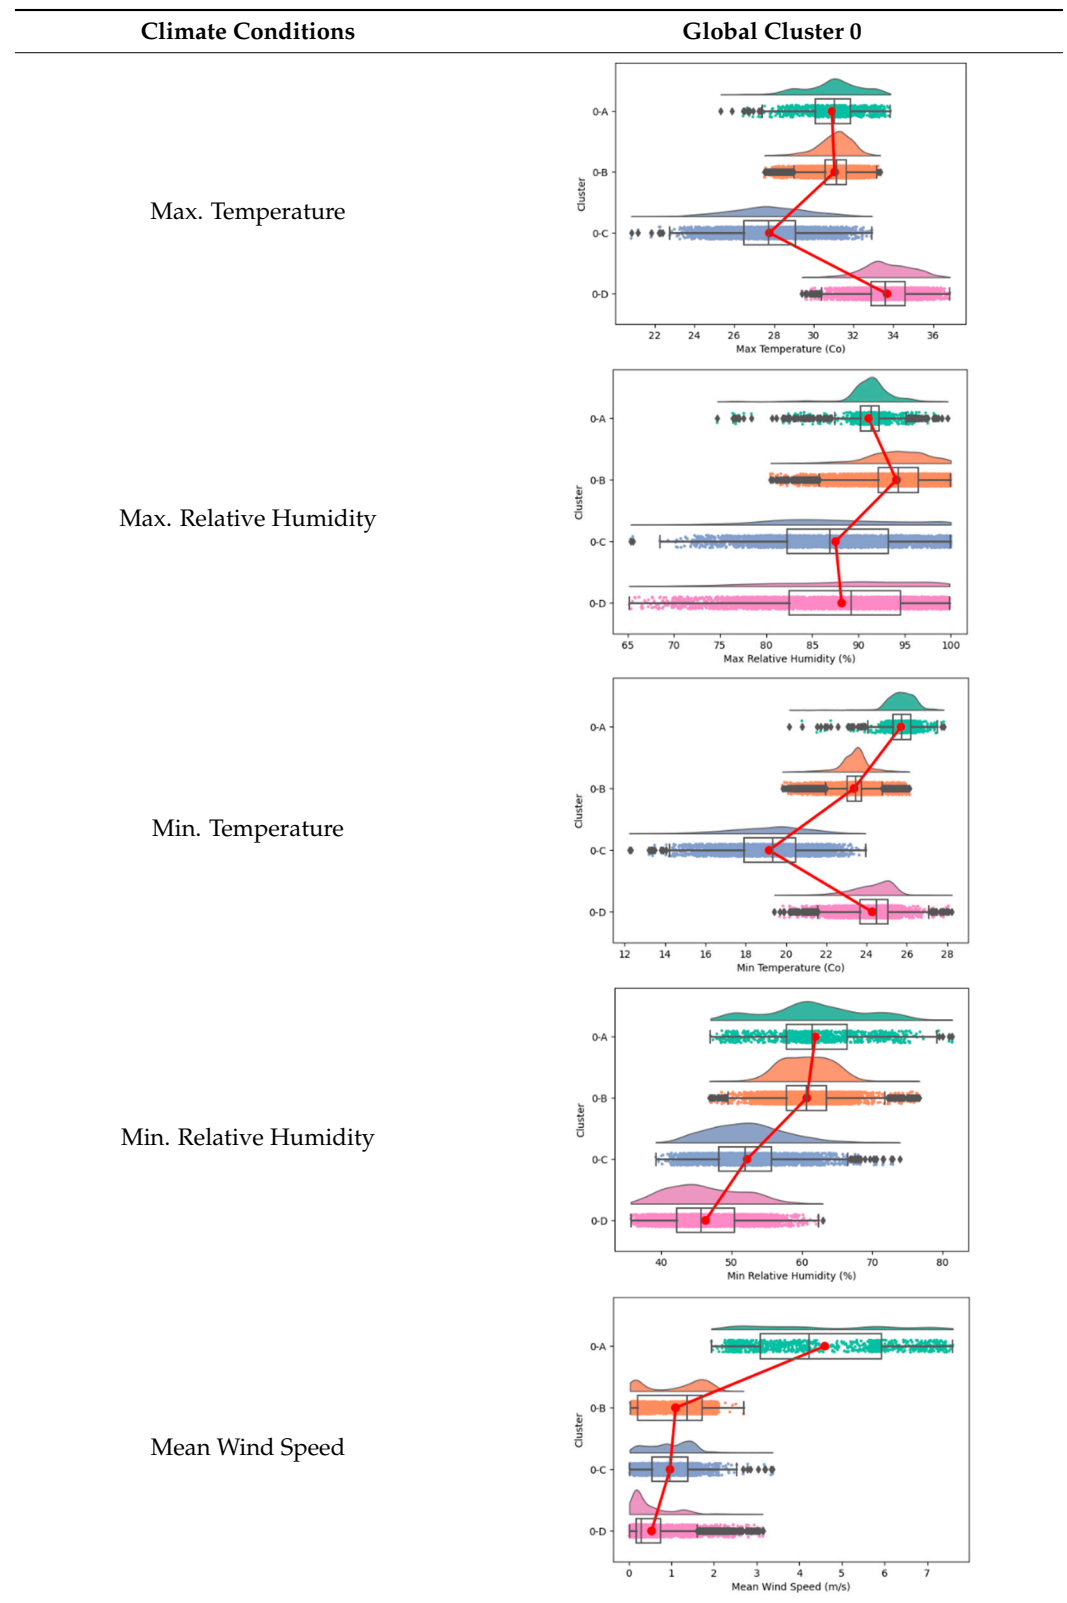 Climate Conditions Global Cluster 0
Max. Temperature
Cluster
0-A
0-B
0-C
0-D
22 24 26 28 30 32 34 36
Max Temperature (Co)
Max. Relative Humidity
Cluster
0-A
0-B
0-C
0-D
65 70 75 80 85 90 95 100
Max Relative Humidity (%)
Min. Temperature
Cluster
0-A
0-B
0-C
0-D
12 14 16 18 20 22 24 26 28
Min Temperature (Co)
Min. Relative Humidity
Cluster
0-A
0-B
0-C
0-D
40 50 60 70 80
Min Relative Humidity (%)
Mean Wind Speed
Cluster
0-A
0-B
0-C
0-D
0 1 2 3 4 5 6 7
Mean Wind Speed (m/s)